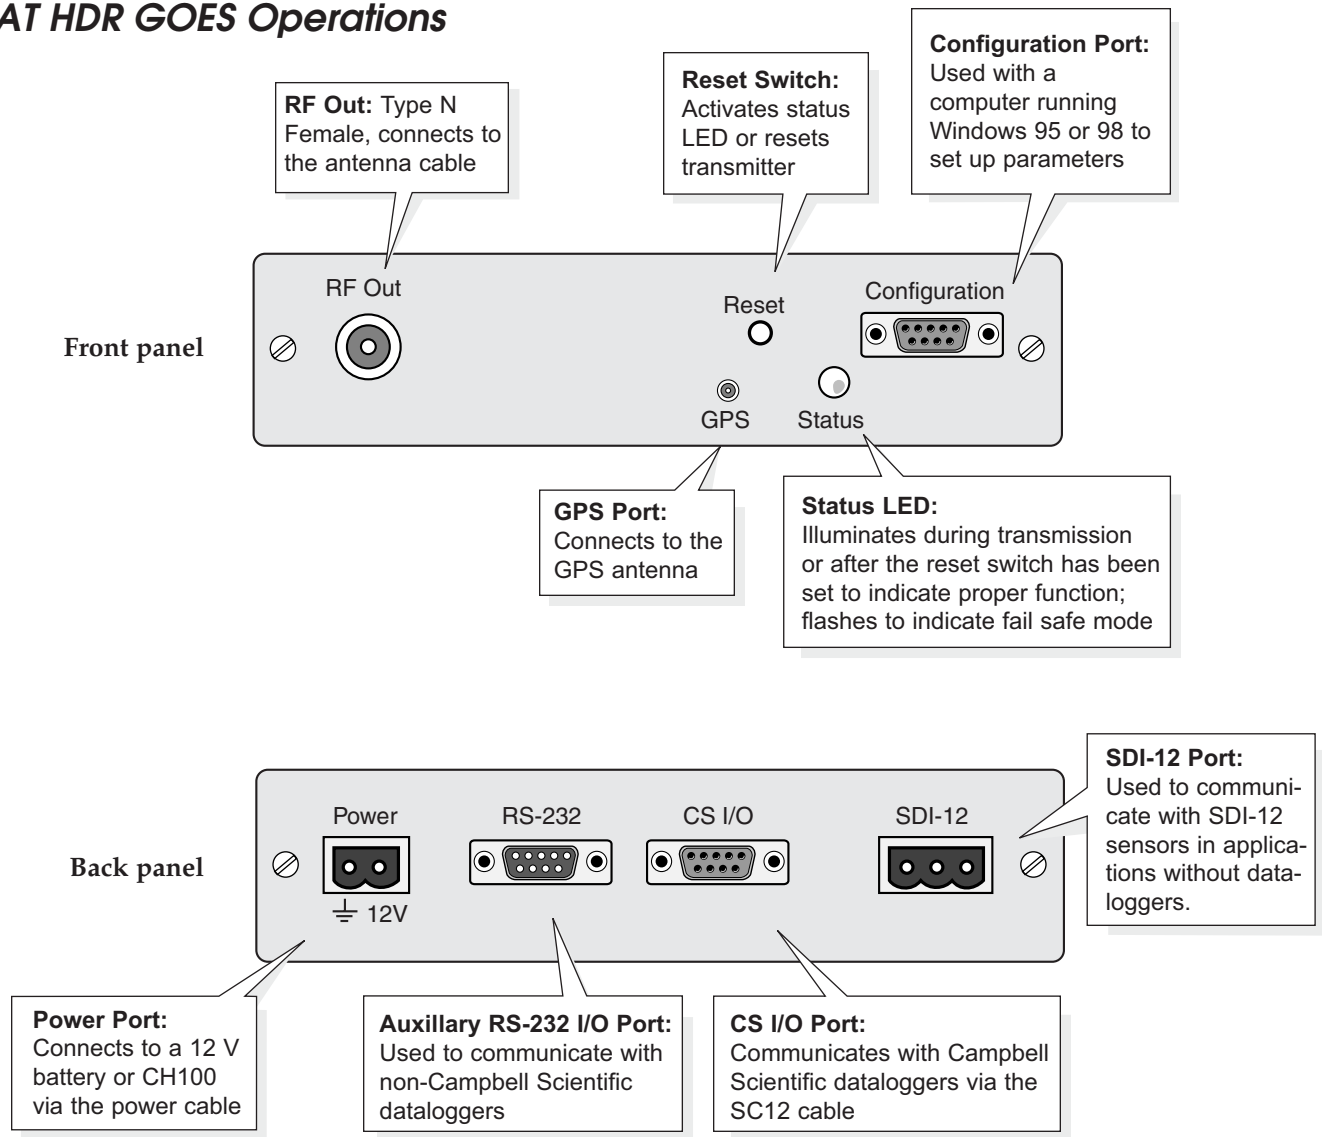 AT HDR GOES Operations
RF Out: Type N
Female, connects to
the antenna cable
Reset Switch:
Activates status
LED or resets
transmitter
Configuration Port:
Used with a
computer running
Windows 95 or 98 to
set up parameters
Front panel
RF Out
Reset
Configuration
GPS
Status
GPS Port:
Connects to the
GPS antenna
Status LED:
Illuminates during transmission
or after the reset switch has been
set to indicate proper function;
flashes to indicate fail safe mode
Back panel
Power
RS-232
CS I/O
SDI-12
12V
SDI-12 Port:
Used to communi-
cate with SDI-12
sensors in applica-
tions without data-
loggers.
Power Port:
Connects to a 12 V
battery or CH100
via the power cable
Auxillary RS-232 I/O Port:
Used to communicate with
non-Campbell Scientific
dataloggers
CS I/O Port:
Communicates with Campbell
Scientific dataloggers via the
SC12 cable